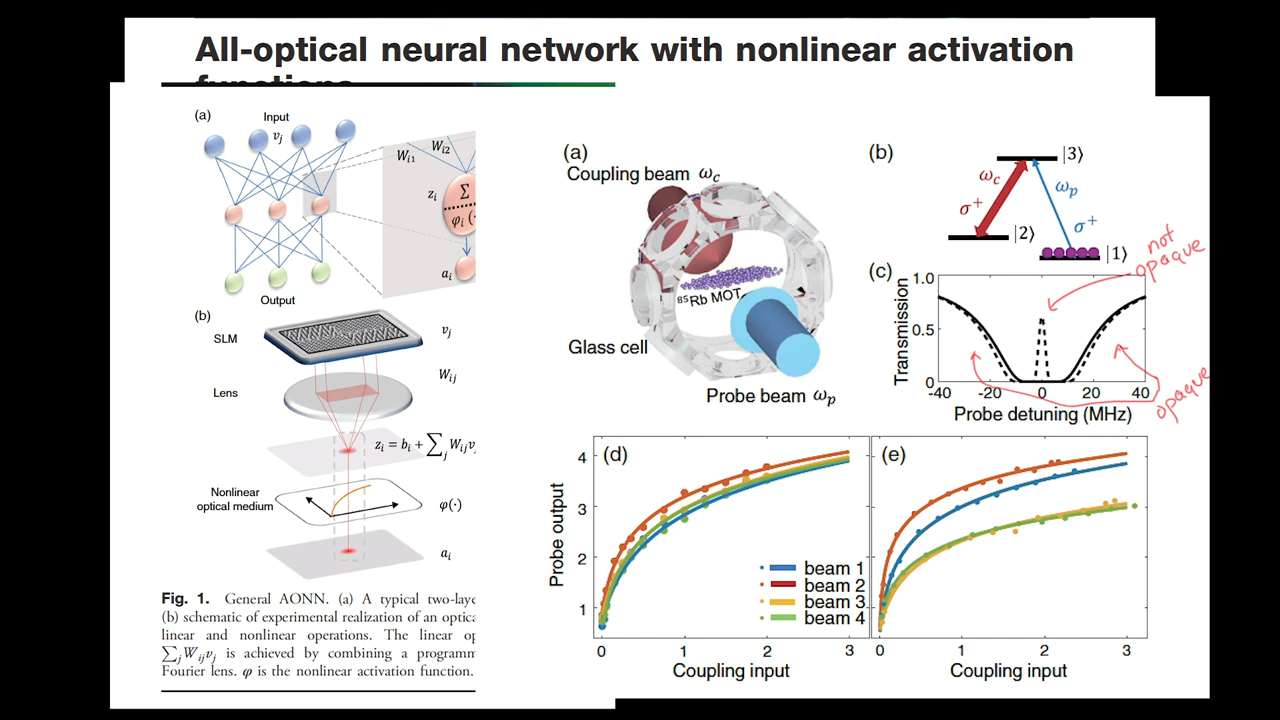 All-optical neural network with nonlinear activation
functions
(a)
Input
v_j
W_i1
W_i2
z_i
Σ
φ_i (·
a_i
Output
(b)
SLM
v_j
W_ij
Lens
z_i = b_i + Σ_j W_ij v_j
Nonlinear
optical medium
φ(·)
a_i
Fig. 1. General AONN. (a) A typical two-laye
(b) schematic of experimental realization of an optica
linear and nonlinear operations. The linear op
Σ_j W_ij v_j is achieved by combining a programm
Fourier lens. φ is the nonlinear activation function.
(a)
Coupling beam ω_c
⁸⁵Rb MOT
Glass cell
Probe beam ω_p
(b)
|3⟩
ω_c
ω_p
σ⁺
σ⁺
|2⟩
|1⟩
not
opaque
(c)
Transmission
1.0
0.5
0
-40 -20 0 20 40
Probe detuning (MHz)
opaque
(d)
Probe output
4
3
2
1
beam 1
beam 2
beam 3
beam 4
0 1 2 3
Coupling input
(e)
0 1 2 3
Coupling input